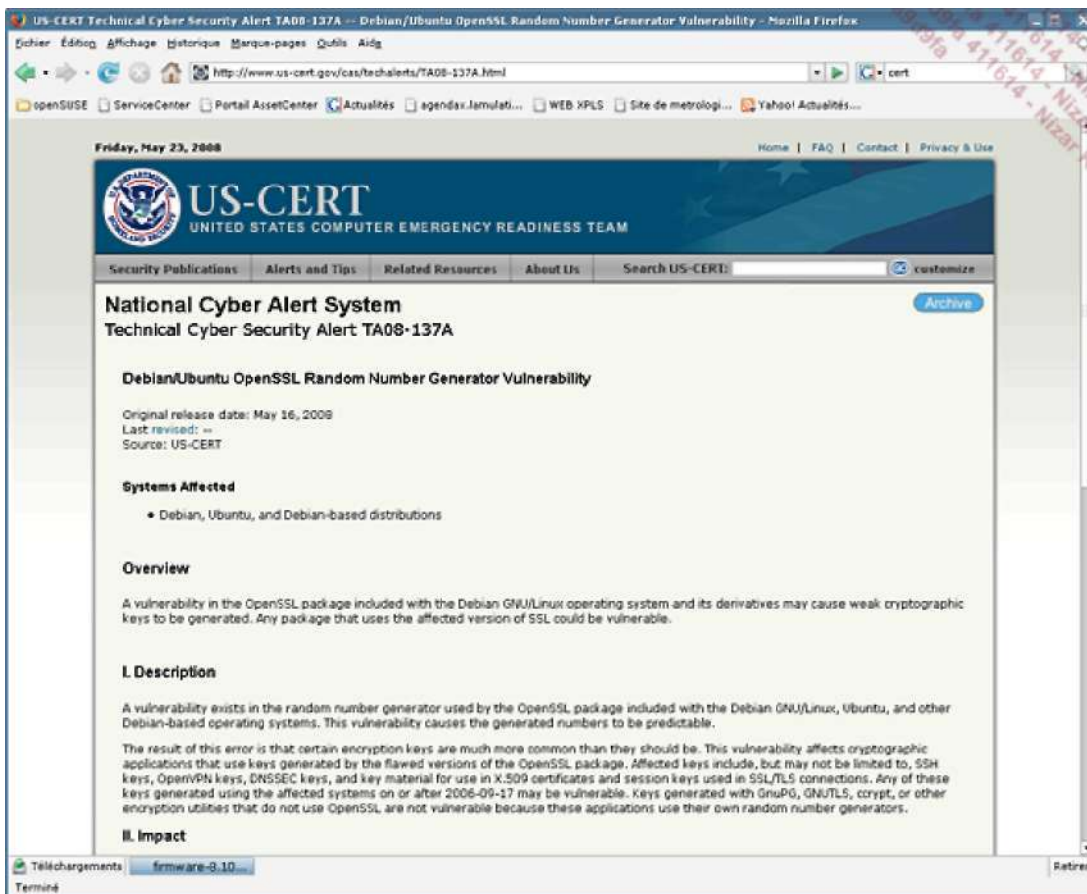 US-CERT Technical Cyber Security Alert TA08-137A -- Debian/Ubuntu OpenSSL Random Number Generator Vulnerability - Mozilla Firefox
Fichier Édition Affichage Historique Marque-pages Outils Aide
http://www.us-cert.gov/cas/techalerts/TA08-137A.html
cert
openSUSE ServiceCenter Portail AssetCenter Actualités agendax.lamulati... WEB XPLS Site de metrologi... Yahoo! Actualités...
Friday, May 23, 2008
Home | FAQ | Contact | Privacy & Use
US-CERT
UNITED STATES COMPUTER EMERGENCY READINESS TEAM
Security Publications Alerts and Tips Related Resources About Us Search US-CERT: customize
National Cyber Alert System
Archive
Technical Cyber Security Alert TA08-137A
Debian/Ubuntu OpenSSL Random Number Generator Vulnerability
Original release date: May 16, 2008
Last revised: --
Source: US-CERT
Systems Affected
• Debian, Ubuntu, and Debian-based distributions
Overview
A vulnerability in the OpenSSL package included with the Debian GNU/Linux operating system and its derivatives may cause weak cryptographic
keys to be generated. Any package that uses the affected version of SSL could be vulnerable.
I. Description
A vulnerability exists in the random number generator used by the OpenSSL package included with the Debian GNU/Linux, Ubuntu, and other
Debian-based operating systems. This vulnerability causes the generated numbers to be predictable.
The result of this error is that certain encryption keys are much more common than they should be. This vulnerability affects cryptographic
applications that use keys generated by the flawed versions of the OpenSSL package. Affected keys include, but may not be limited to, SSH
keys, OpenVPN keys, DNSSEC keys, and key material for use in X.509 certificates and session keys used in SSL/TLS connections. Any of these
keys generated using the affected systems on or after 2006-09-17 may be vulnerable. Keys generated with GnuPG, GNUTLS, ccrypt, or other
encryption utilities that do not use OpenSSL are not vulnerable because these applications use their own random number generators.
II. Impact
Téléchargements firmware-8.10...
Terminé